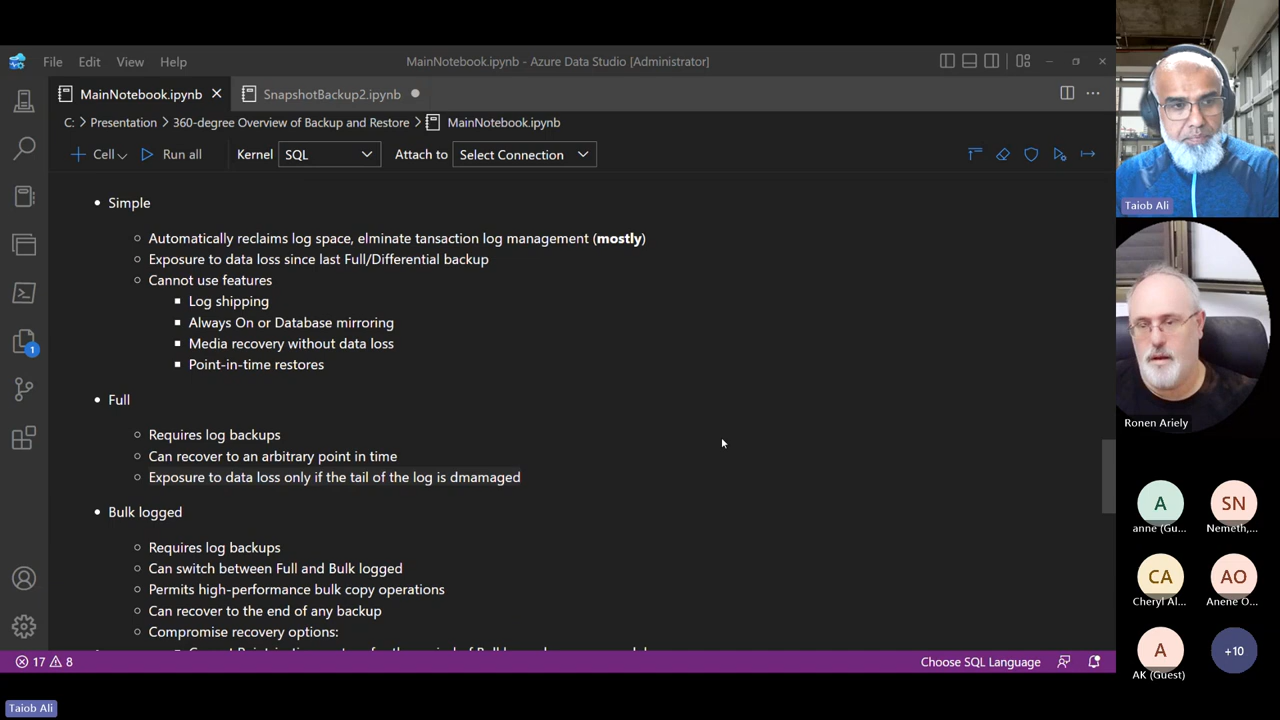 File Edit View Help
MainNotebook.ipynb - Azure Data Studio [Administrator]
MainNotebook.ipynb
SnapshotBackup2.ipynb
C: > Presentation > 360-degree Overview of Backup and Restore > MainNotebook.ipynb
Cell Run all Kernel SQL Attach to Select Connection
• Simple
Automatically reclaims log space, elminate tansaction log management (mostly)
Exposure to data loss since last Full/Differential backup
Cannot use features
Log shipping
Always On or Database mirroring
Media recovery without data loss
Point-in-time restores
• Full
Requires log backups
Can recover to an arbitrary point in time
Exposure to data loss only if the tail of the log is dmamaged
• Bulk logged
Requires log backups
Can switch between Full and Bulk logged
Permits high-performance bulk copy operations
Can recover to the end of any backup
Compromise recovery options:
1
17 8
Choose SQL Language
Taiob Ali
Taiob Ali
Ronen Ariely
A SN
anne (Gu... Nemeth,...
CA AO
Cheryl Al... Anene O...
A +10
AK (Guest)